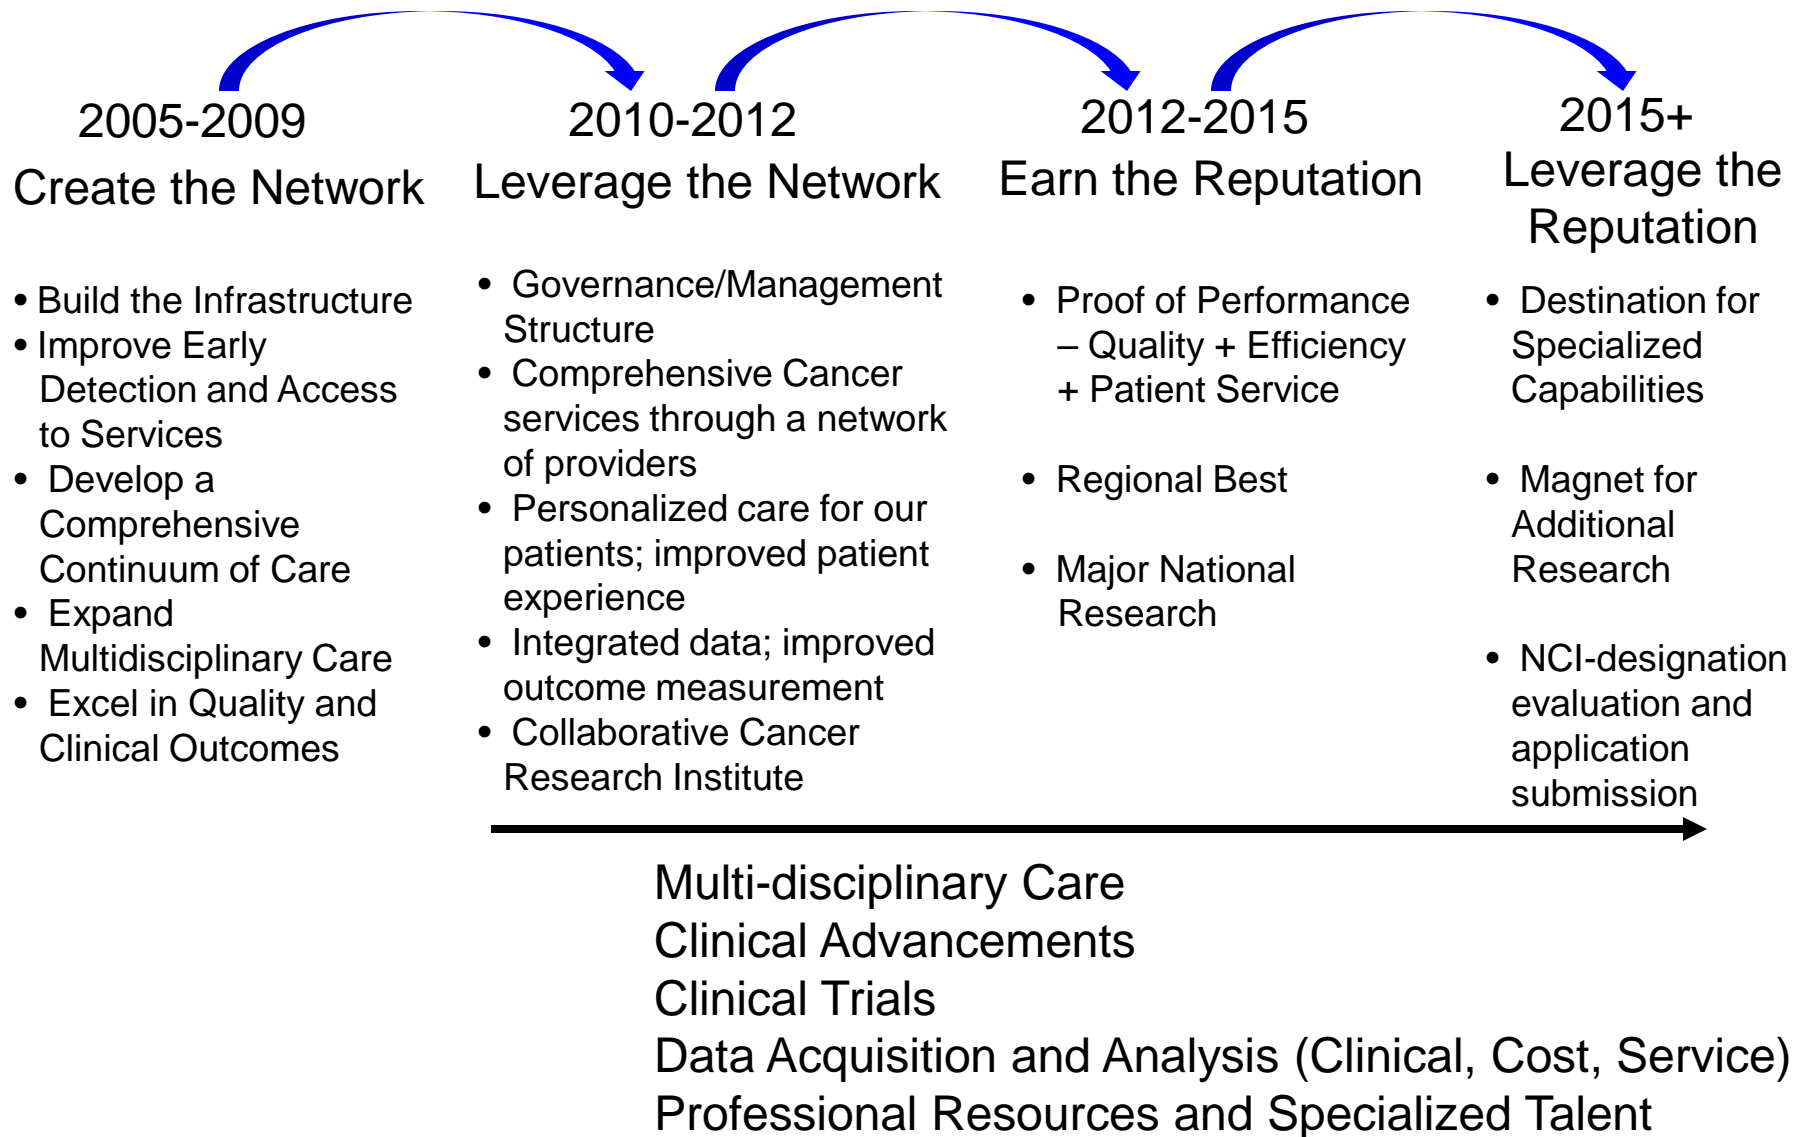 2005-2009
Create the Network
• Build the Infrastructure
• Improve Early
Detection and Access
to Services
• Develop a
Comprehensive
Continuum of Care
• Expand
Multidisciplinary Care
• Excel in Quality and
Clinical Outcomes
2010-2012
Leverage the Network
• Governance/Management
Structure
• Comprehensive Cancer
services through a network
of providers
• Personalized care for our
patients; improved patient
experience
• Integrated data; improved
outcome measurement
• Collaborative Cancer
Research Institute
2012-2015
Earn the Reputation
• Proof of Performance
– Quality + Efficiency
+ Patient Service
• Regional Best
• Major National
Research
2015+
Leverage the
Reputation
• Destination for
Specialized
Capabilities
• Magnet for
Additional
Research
• NCI-designation
evaluation and
application
submission
Multi-disciplinary Care
Clinical Advancements
Clinical Trials
Data Acquisition and Analysis (Clinical, Cost, Service)
Professional Resources and Specialized Talent